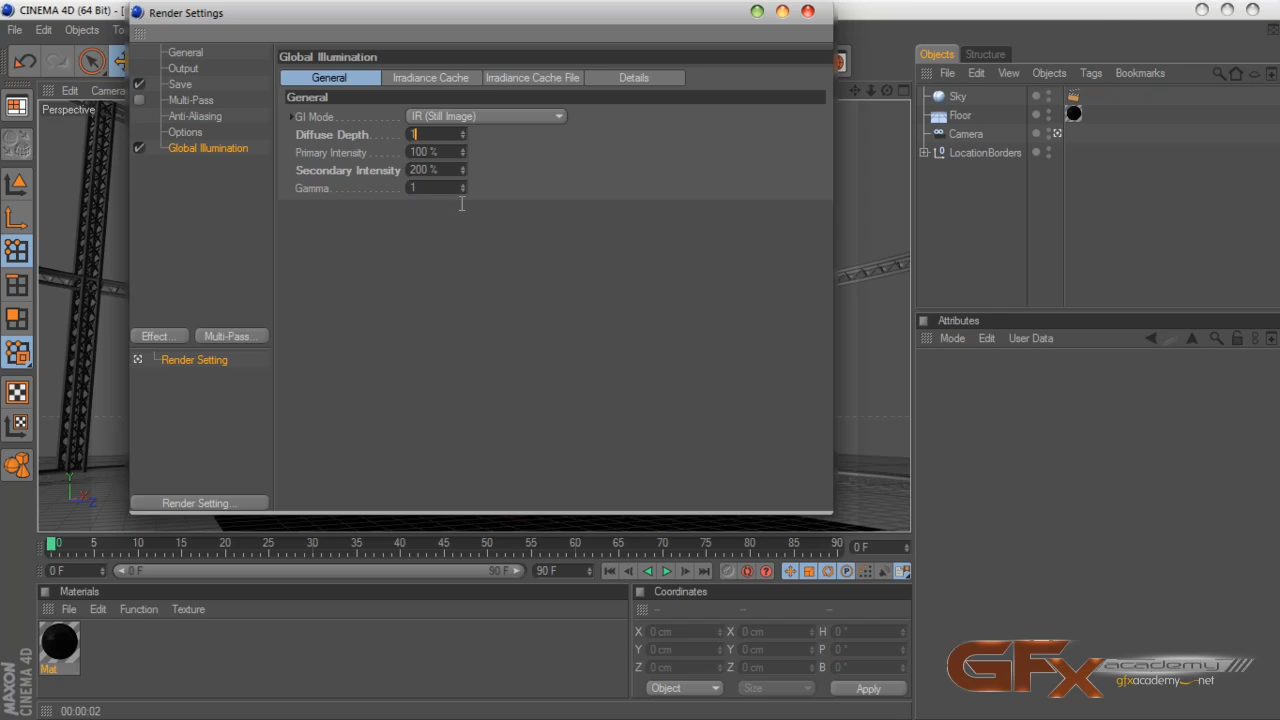 CINEMA 4D (64 Bit) - [
Render Settings
File Edit Objects To
Edit Camera
Perspective
General
Output
Save
Multi-Pass
Anti-Aliasing
Options
Global Illumination
Effect... Multi-Pass...
Render Setting
Render Setting...
Global Illumination
General Irradiance Cache Irradiance Cache File Details
General
GI Mode . . . . . . . IR (Still Image)
Diffuse Depth. . . . . 1
Primary Intensity . . . . 100 %
Secondary Intensity 200 %
Gamma. . . . . . . . . 1
Objects Structure
File Edit View Objects Tags Bookmarks
Sky
Floor
Camera
LocationBorders
Attributes
Mode Edit User Data
0 5 10 15 20 25 30 35 40 45 50 55 60 65 70 75 80 85 90 0 F
0 F 0 F 90 F 90 F
Materials
File Edit Function Texture
Mat
Coordinates
-- -- --
X 0 cm X 0 cm H 0 °
Y 0 cm Y 0 cm P 0 °
Z 0 cm Z 0 cm B 0 °
Object Size Apply
Y
X
Z
MAXON
CINEMA 4D
00:00:02
GFx academy
gfxacademy.net